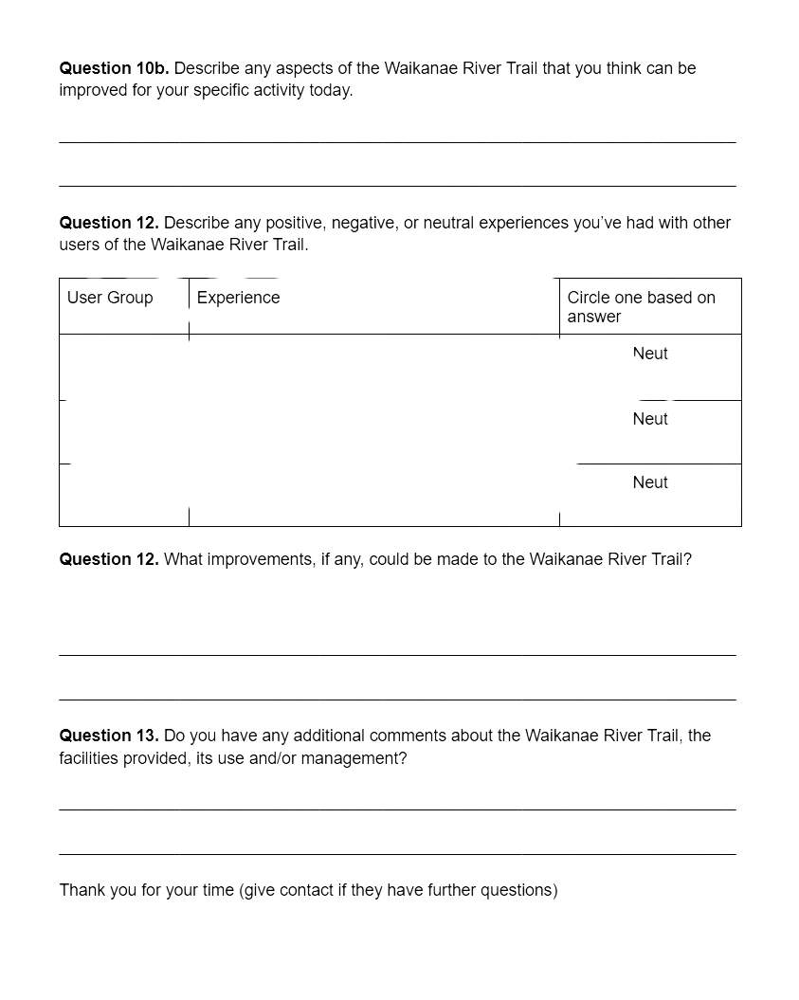 Question 10b. Describe any aspects of the Waikanae River Trail that you think can be
improved for your specific activity today.
Question 12. Describe any positive, negative, or neutral experiences you’ve had with other
users of the Waikanae River Trail.
User Group Experience Circle one based on
answer
Neut
Neut
Neut
Question 12. What improvements, if any, could be made to the Waikanae River Trail?
Question 13. Do you have any additional comments about the Waikanae River Trail, the
facilities provided, its use and/or management?
Thank you for your time (give contact if they have further questions)